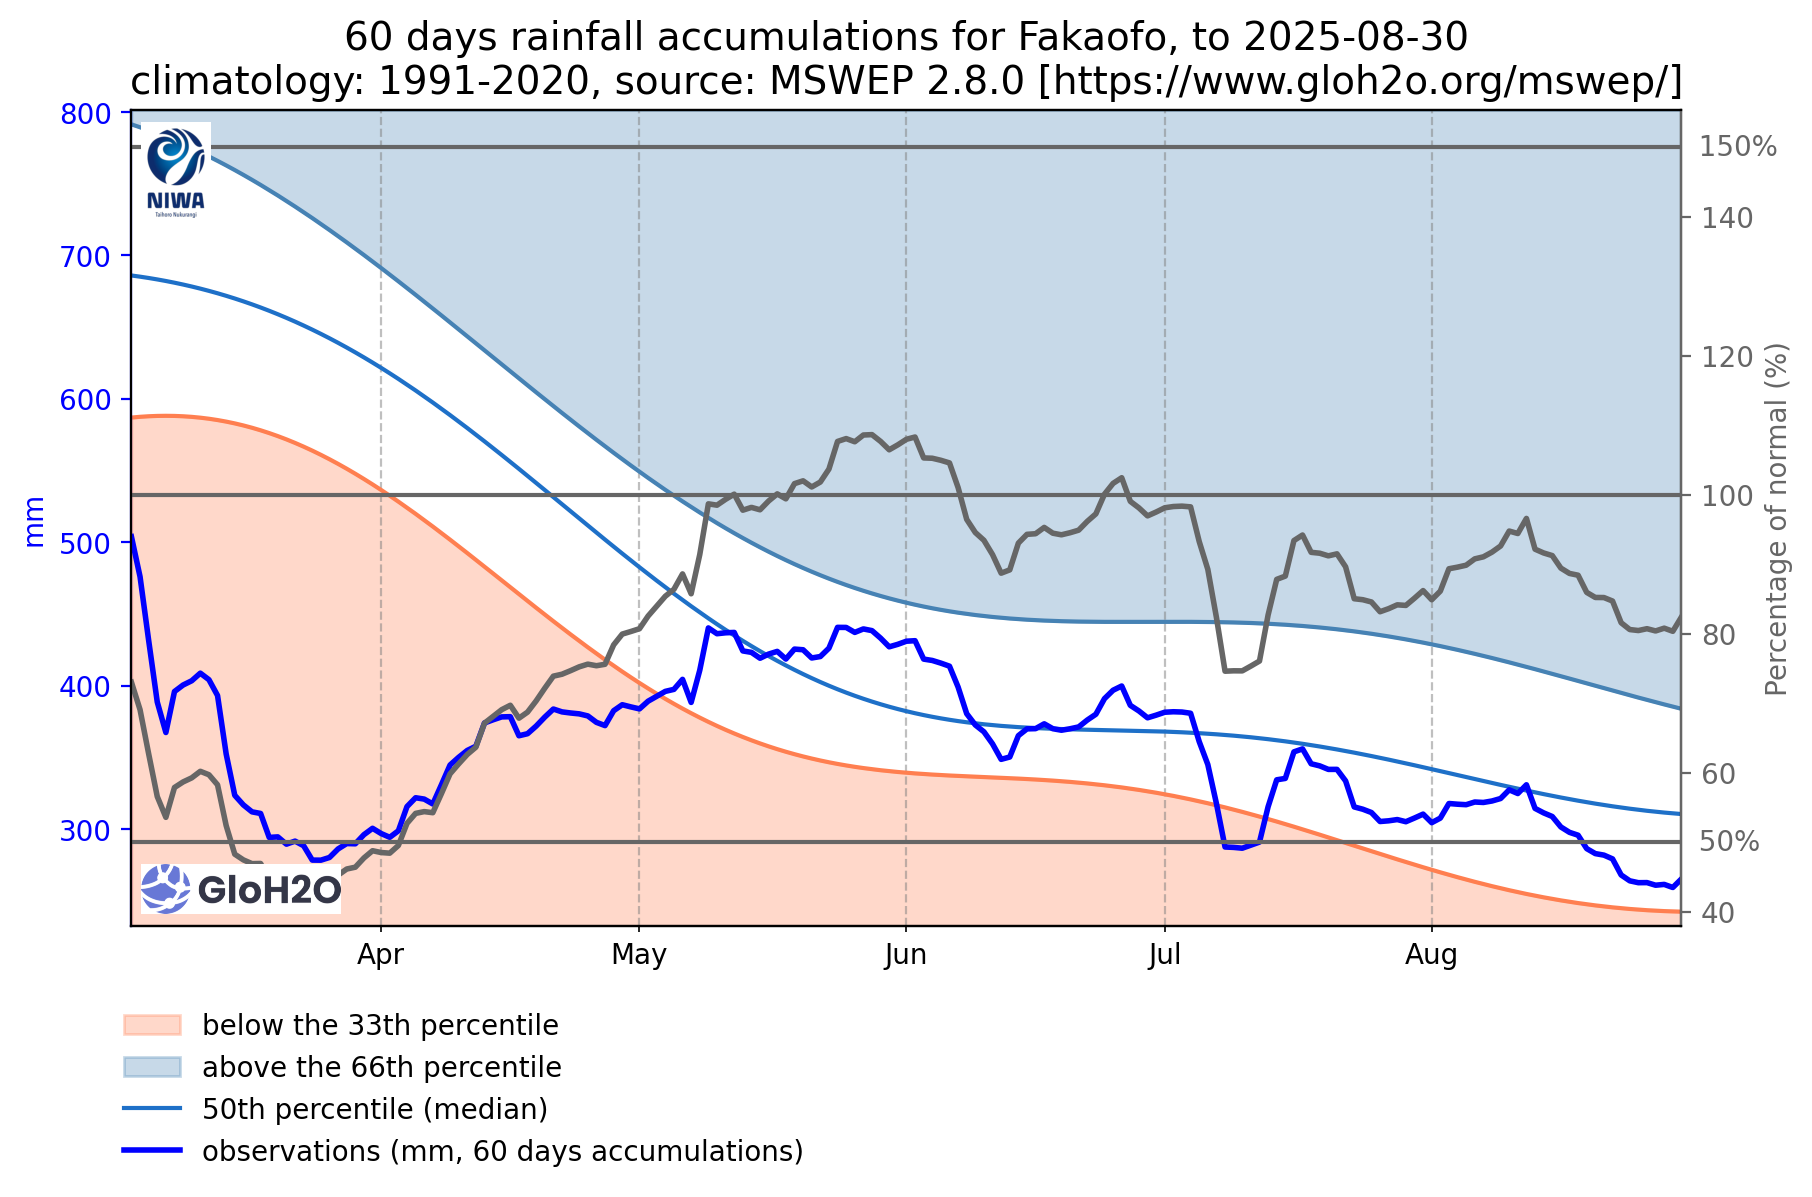 60 days rainfall accumulations for Fakaofo, to 2025-08-30
climatology: 1991-2020, source: MSWEP 2.8.0 [https://www.gloh2o.org/mswep/]
800
700
600
500
400
300
mm
NIWA
Taihoro Nukurangi
GloH2O
150%
140
120
100
80
60
50%
40
Percentage of normal (%)
Apr
May
Jun
Jul
Aug
below the 33th percentile
above the 66th percentile
50th percentile (median)
observations (mm, 60 days accumulations)